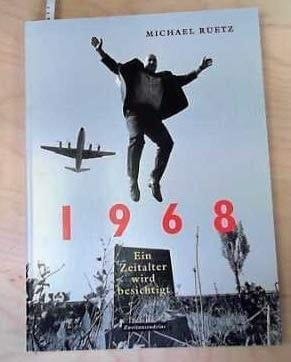 MICHAEL RUETZ
1968
Ein
Zeitalter
wird
besichtigt
Zweitausendeins